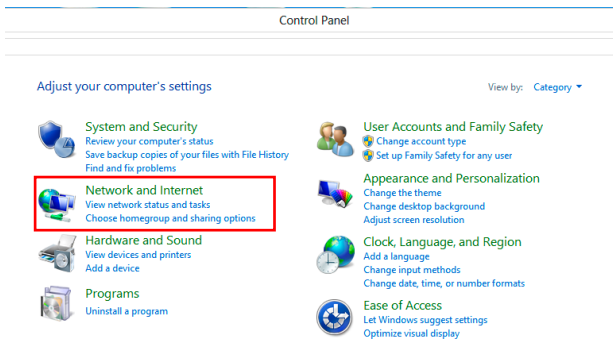 Control Panel
Adjust your computer's settings
View by: Category
System and Security
Review your computer's status
Save backup copies of your files with File History
Find and fix problems
Network and Internet
View network status and tasks
Choose homegroup and sharing options
Hardware and Sound
View devices and printers
Add a device
Programs
Uninstall a program
User Accounts and Family Safety
Change account type
Set up Family Safety for any user
Appearance and Personalization
Change the theme
Change desktop background
Adjust screen resolution
Clock, Language, and Region
Add a language
Change input methods
Change date, time, or number formats
Ease of Access
Let Windows suggest settings
Optimize visual display